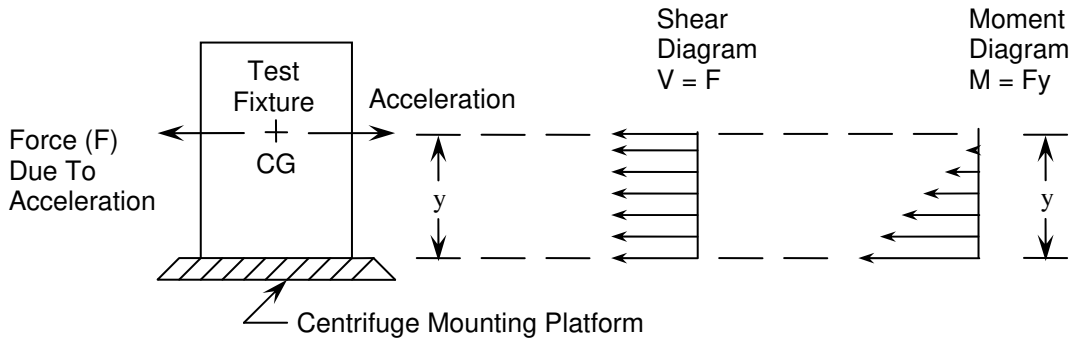 Shear
Diagram
V = F
Moment
Diagram
M = Fy
Test
Fixture
CG
Acceleration
Force (F)
Due To
Acceleration
y
y
Centrifuge Mounting Platform